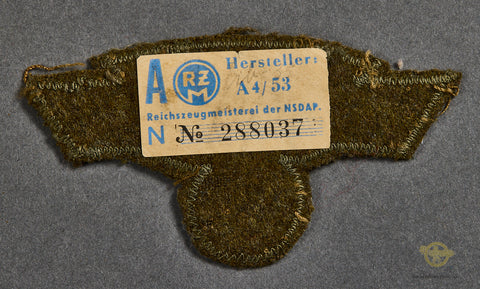 A RZM Hersteller:
A4/53
Reichszeugmeisterei der NSDAP.
N № 288037